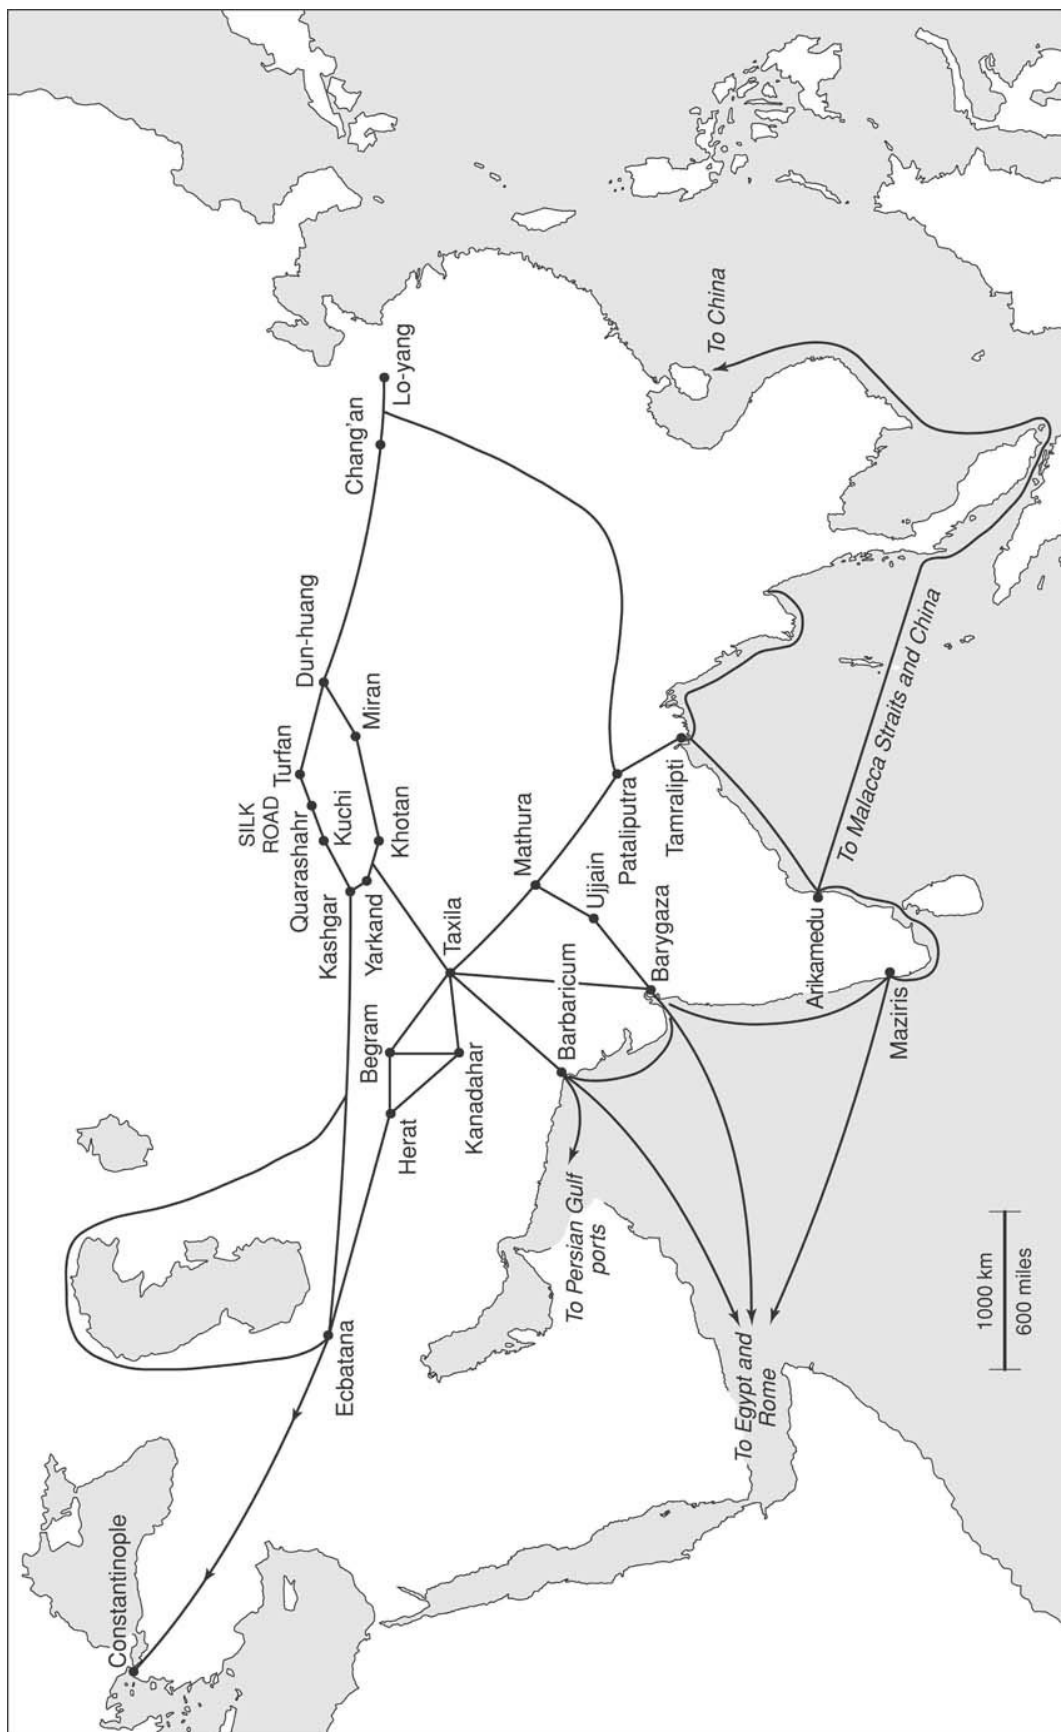 Constantinople
Ecbatana
Herat
Begram
Kanadahar
Taxila
Kashgar
Yarkand
Quarashahr
Kuchi
SILK
ROAD
Turfan
Khotan
Miran
Dun-huang
Chang'an
Lo-yang
Mathura
Ujjain
Pataliputra
Tamralipti
Barbaricum
Barygaza
Arikamedu
Maziris
To Persian Gulf
ports
To Egypt and
Rome
To Malacca Straits and China
To China
1000 km
600 miles